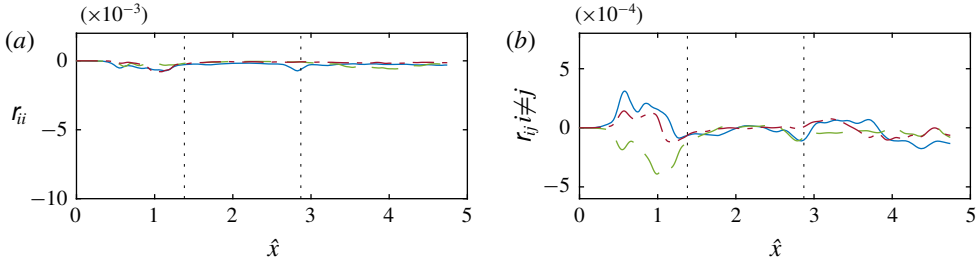 (a)
(×10⁻³)
0
−5
−10
r_ii
0 1 2 3 4 5
x̂
(b)
(×10⁻⁴)
5
0
−5
r_ij i≠j
0 1 2 3 4 5
x̂